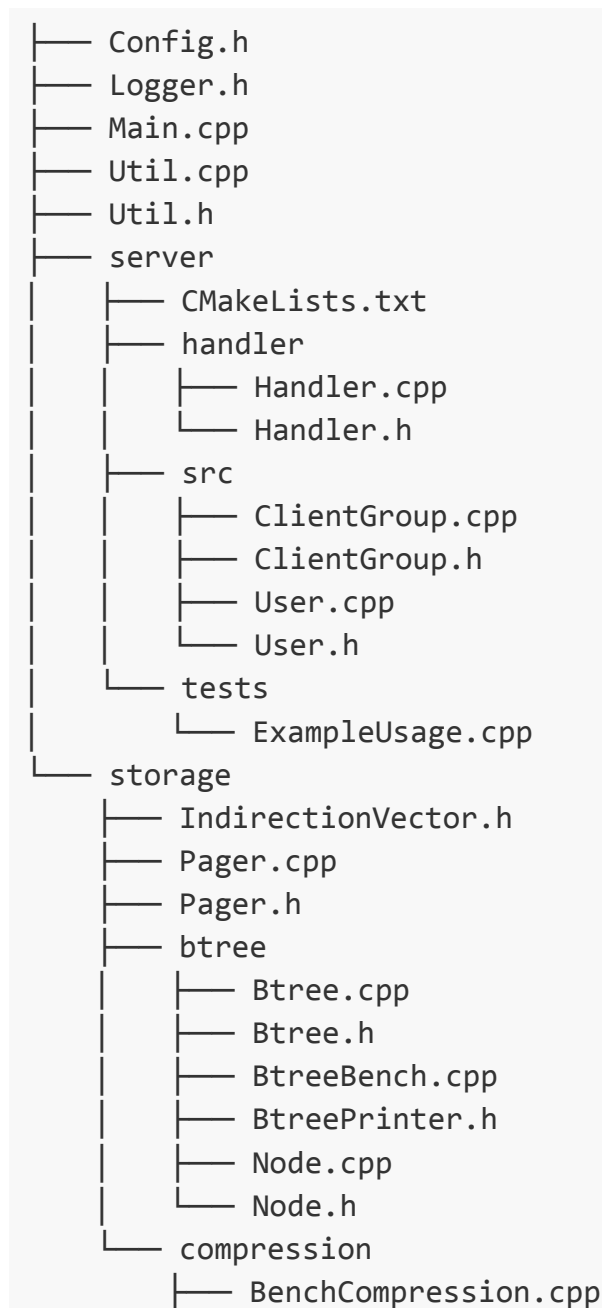 ├── Config.h
├── Logger.h
├── Main.cpp
├── Util.cpp
├── Util.h
├── server
│   ├── CMakeLists.txt
│   ├── handler
│   │   ├── Handler.cpp
│   │   └── Handler.h
│   ├── src
│   │   ├── ClientGroup.cpp
│   │   ├── ClientGroup.h
│   │   ├── User.cpp
│   │   └── User.h
│   └── tests
│       └── ExampleUsage.cpp
└── storage
    ├── IndirectionVector.h
    ├── Pager.cpp
    ├── Pager.h
    ├── btree
    │   ├── Btree.cpp
    │   ├── Btree.h
    │   ├── BtreeBench.cpp
    │   ├── BtreePrinter.h
    │   ├── Node.cpp
    │   └── Node.h
    └── compression
        ├── BenchCompression.cpp